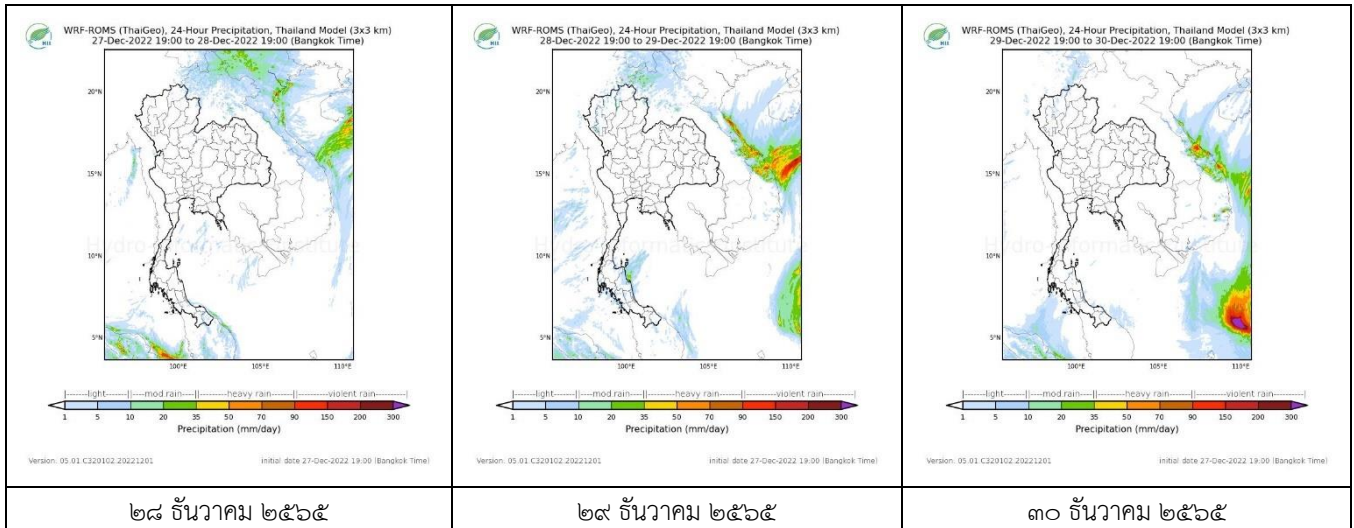 WRF-ROMS (ThaiGeo), 24-Hour Precipitation, Thailand Model (3x3 km)
27-Dec-2022 19:00 to 28-Dec-2022 19:00 (Bangkok Time)
HII
20°N
15°N
10°N
5°N
100°E 105°E 110°E
Hydro-Informatics Institute
|------light------||---mod.rain---||------heavy rain------||------violent rain------|
1 5 10 20 35 50 70 90 150 200 300
Precipitation (mm/day)
Version: 05.01.C320102.20221201 initial date 27-Dec-2022 19:00 (Bangkok Time)
๒๘ ธันวาคม ๒๕๖๕
WRF-ROMS (ThaiGeo), 24-Hour Precipitation, Thailand Model (3x3 km)
28-Dec-2022 19:00 to 29-Dec-2022 19:00 (Bangkok Time)
HII
20°N
15°N
10°N
5°N
100°E 105°E 110°E
Hydro-Informatics Institute
|------light------||---mod.rain---||------heavy rain------||------violent rain------|
1 5 10 20 35 50 70 90 150 200 300
Precipitation (mm/day)
Version: 05.01.C320102.20221201 initial date 27-Dec-2022 19:00 (Bangkok Time)
๒๙ ธันวาคม ๒๕๖๕
WRF-ROMS (ThaiGeo), 24-Hour Precipitation, Thailand Model (3x3 km)
29-Dec-2022 19:00 to 30-Dec-2022 19:00 (Bangkok Time)
HII
20°N
15°N
10°N
5°N
100°E 105°E 110°E
Hydro-Informatics Institute
|------light------||---mod.rain---||------heavy rain------||------violent rain------|
1 5 10 20 35 50 70 90 150 200 300
Precipitation (mm/day)
Version: 05.01.C320102.20221201 initial date 27-Dec-2022 19:00 (Bangkok Time)
๓๐ ธันวาคม ๒๕๖๕